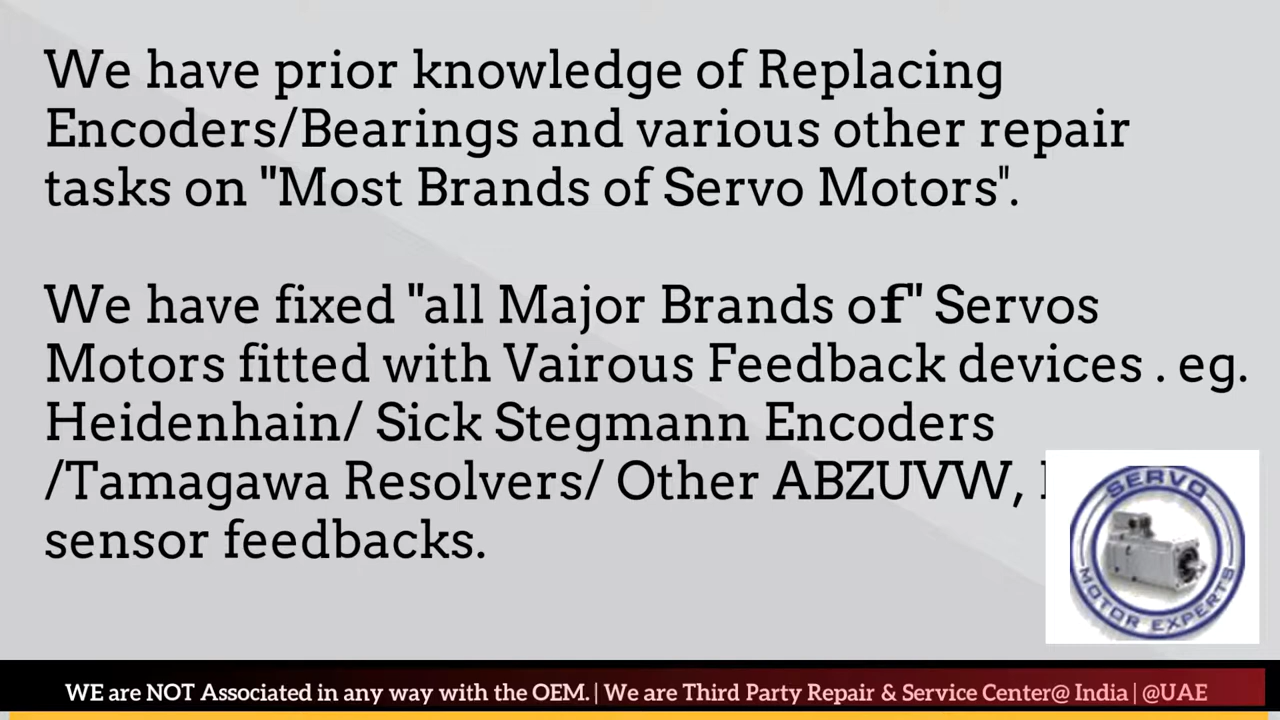 We have prior knowledge of Replacing
Encoders/Bearings and various other repair
tasks on "Most Brands of Servo Motors".
We have fixed "all Major Brands of" Servos
Motors fitted with Vairous Feedback devices . eg.
Heidenhain/ Sick Stegmann Encoders
/Tamagawa Resolvers/ Other ABZUVW,
sensor feedbacks.
SERVO
MOTOR EXPERTS
WE are NOT Associated in any way with the OEM. | We are Third Party Repair & Service Center@ India | @UAE